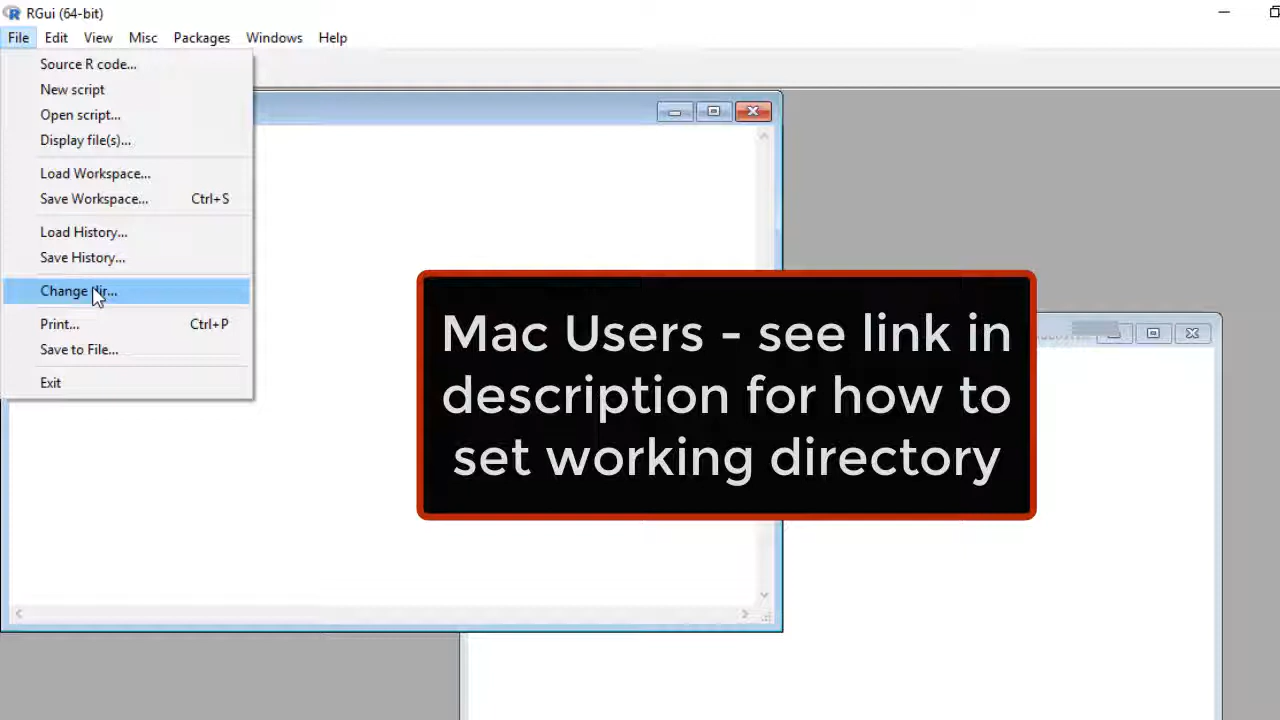 RGui (64-bit)
File Edit View Misc Packages Windows Help
Source R code...
New script
Open script...
Display file(s)...
Load Workspace...
Save Workspace... Ctrl+S
Load History...
Save History...
Change dir...
Print... Ctrl+P
Save to File...
Exit
Mac Users - see link in
description for how to
set working directory